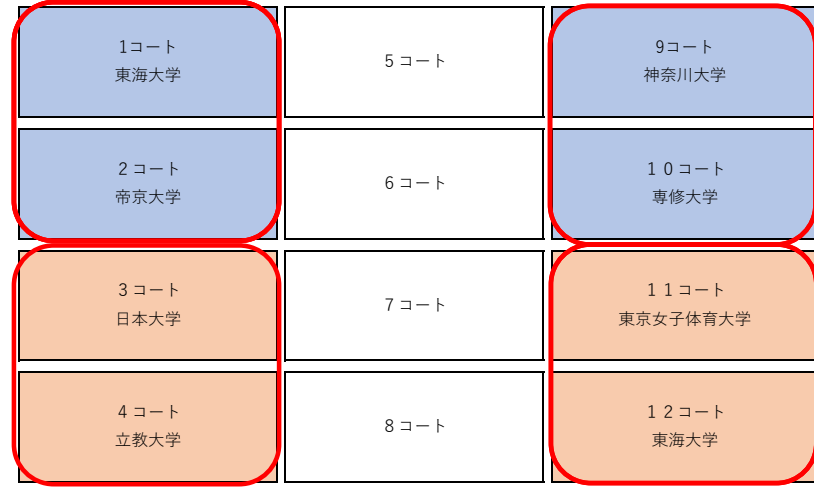 1コート
東海大学
5コート
9コート
神奈川大学
2コート
帝京大学
6コート
10コート
専修大学
3コート
日本大学
7コート
11コート
東京女子体育大学
4コート
立教大学
8コート
12コート
東海大学